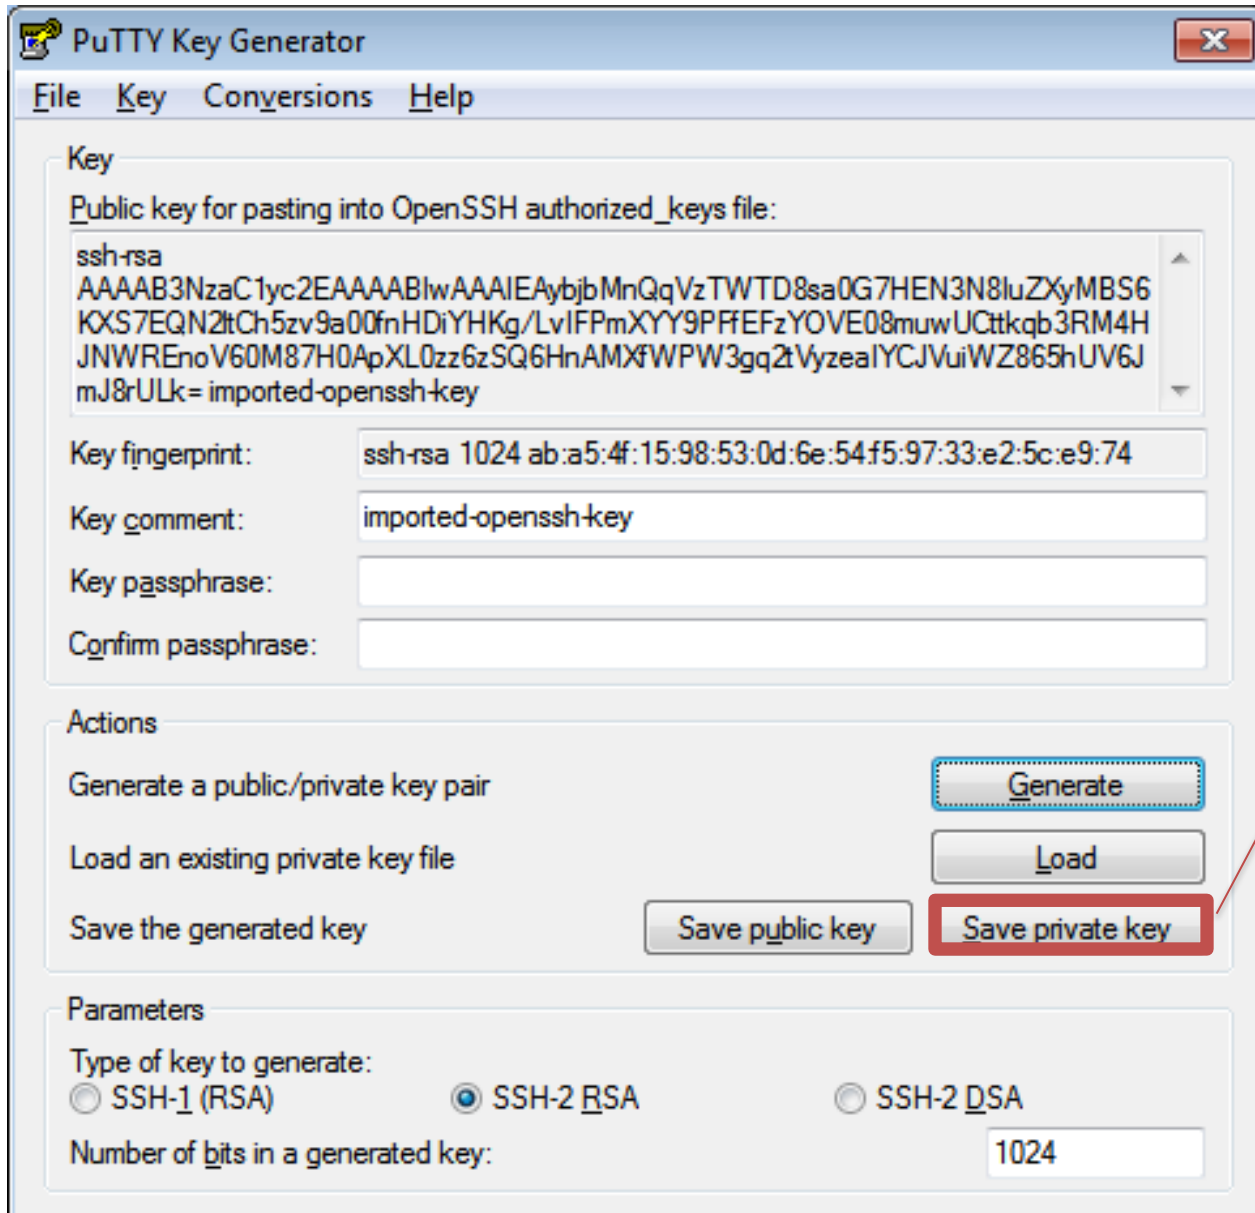 PuTTY Key Generator
File Key Conversions Help
Key
Public key for pasting into OpenSSH authorized_keys file:
ssh-rsa
AAAAB3NzaC1yc2EAAAABIwAAAIEAybjbMnQqVzTWTD8sa0G7HEN3N8IuZXyMBS6
KXS7EQN2ltCh5zv9a00fnHDiYHKg/LvIFPmXYY9PFfEFzYOVE08muwUCttkqb3RM4H
JNWREnoV60M87H0ApXL0zz6zSQ6HnAMXfWPW3gq2tVyzeaIYCJVuiWZ865hUV6J
mJ8rULk= imported-openssh-key
Key fingerprint: ssh-rsa 1024 ab:a5:4f:15:98:53:0d:6e:54:f5:97:33:e2:5c:e9:74
Key comment: imported-openssh-key
Key passphrase:
Confirm passphrase:
Actions
Generate a public/private key pair Generate
Load an existing private key file Load
Save the generated key Save public key Save private key
Parameters
Type of key to generate:
SSH-1 (RSA) SSH-2 RSA SSH-2 DSA
Number of bits in a generated key: 1024